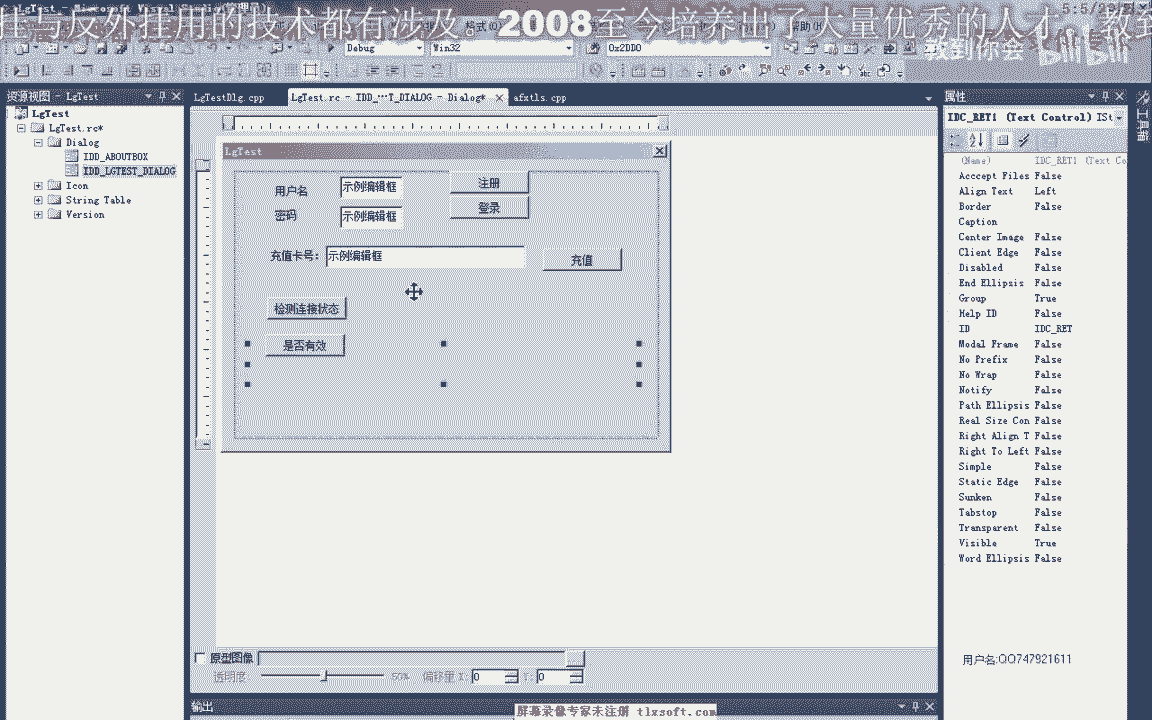 挂与反外挂用的技术都有涉及。2008至今培养出了大量优秀的人才 教到
教到你会
bilibili
Debug
Win32
0x2DD0
资源视图 - LgTest
LgTest
LgTest.rc*
Dialog
IDD_ABOUTBOX
IDD_LGTEST_DIALOG
Icon
String Table
Version
LgTestDlg.cpp
LgTest.rc - IDD_···T_DIALOG - Dialog*
afxtls.cpp
LgTest
用户名
示例编辑框
注册
密码
示例编辑框
登录
充值卡号:
示例编辑框
充值
检测连接状态
是否有效
原型图像
透明度:
50%
偏移量 X:
0
Y:
0
输出
属性
工具箱
IDC_RET1 (Text Control) ISt
(Name) IDC_RET1 (Text Co
Acccept Files False
Align Text Left
Border False
Caption
Center Image False
Client Edge False
Disabled False
End Ellipsis False
Group True
Help ID False
ID IDC_RET
Modal Frame False
No Prefix False
No Wrap False
Notify False
Path Ellipsis False
Real Size Con False
Right Align T False
Right To Left False
Simple False
Static Edge False
Sunken False
Tabstop False
Transparent False
Visible True
Word Ellipsis False
用户名:QQ747921611
屏幕录像专家未注册 tlxsoft.com